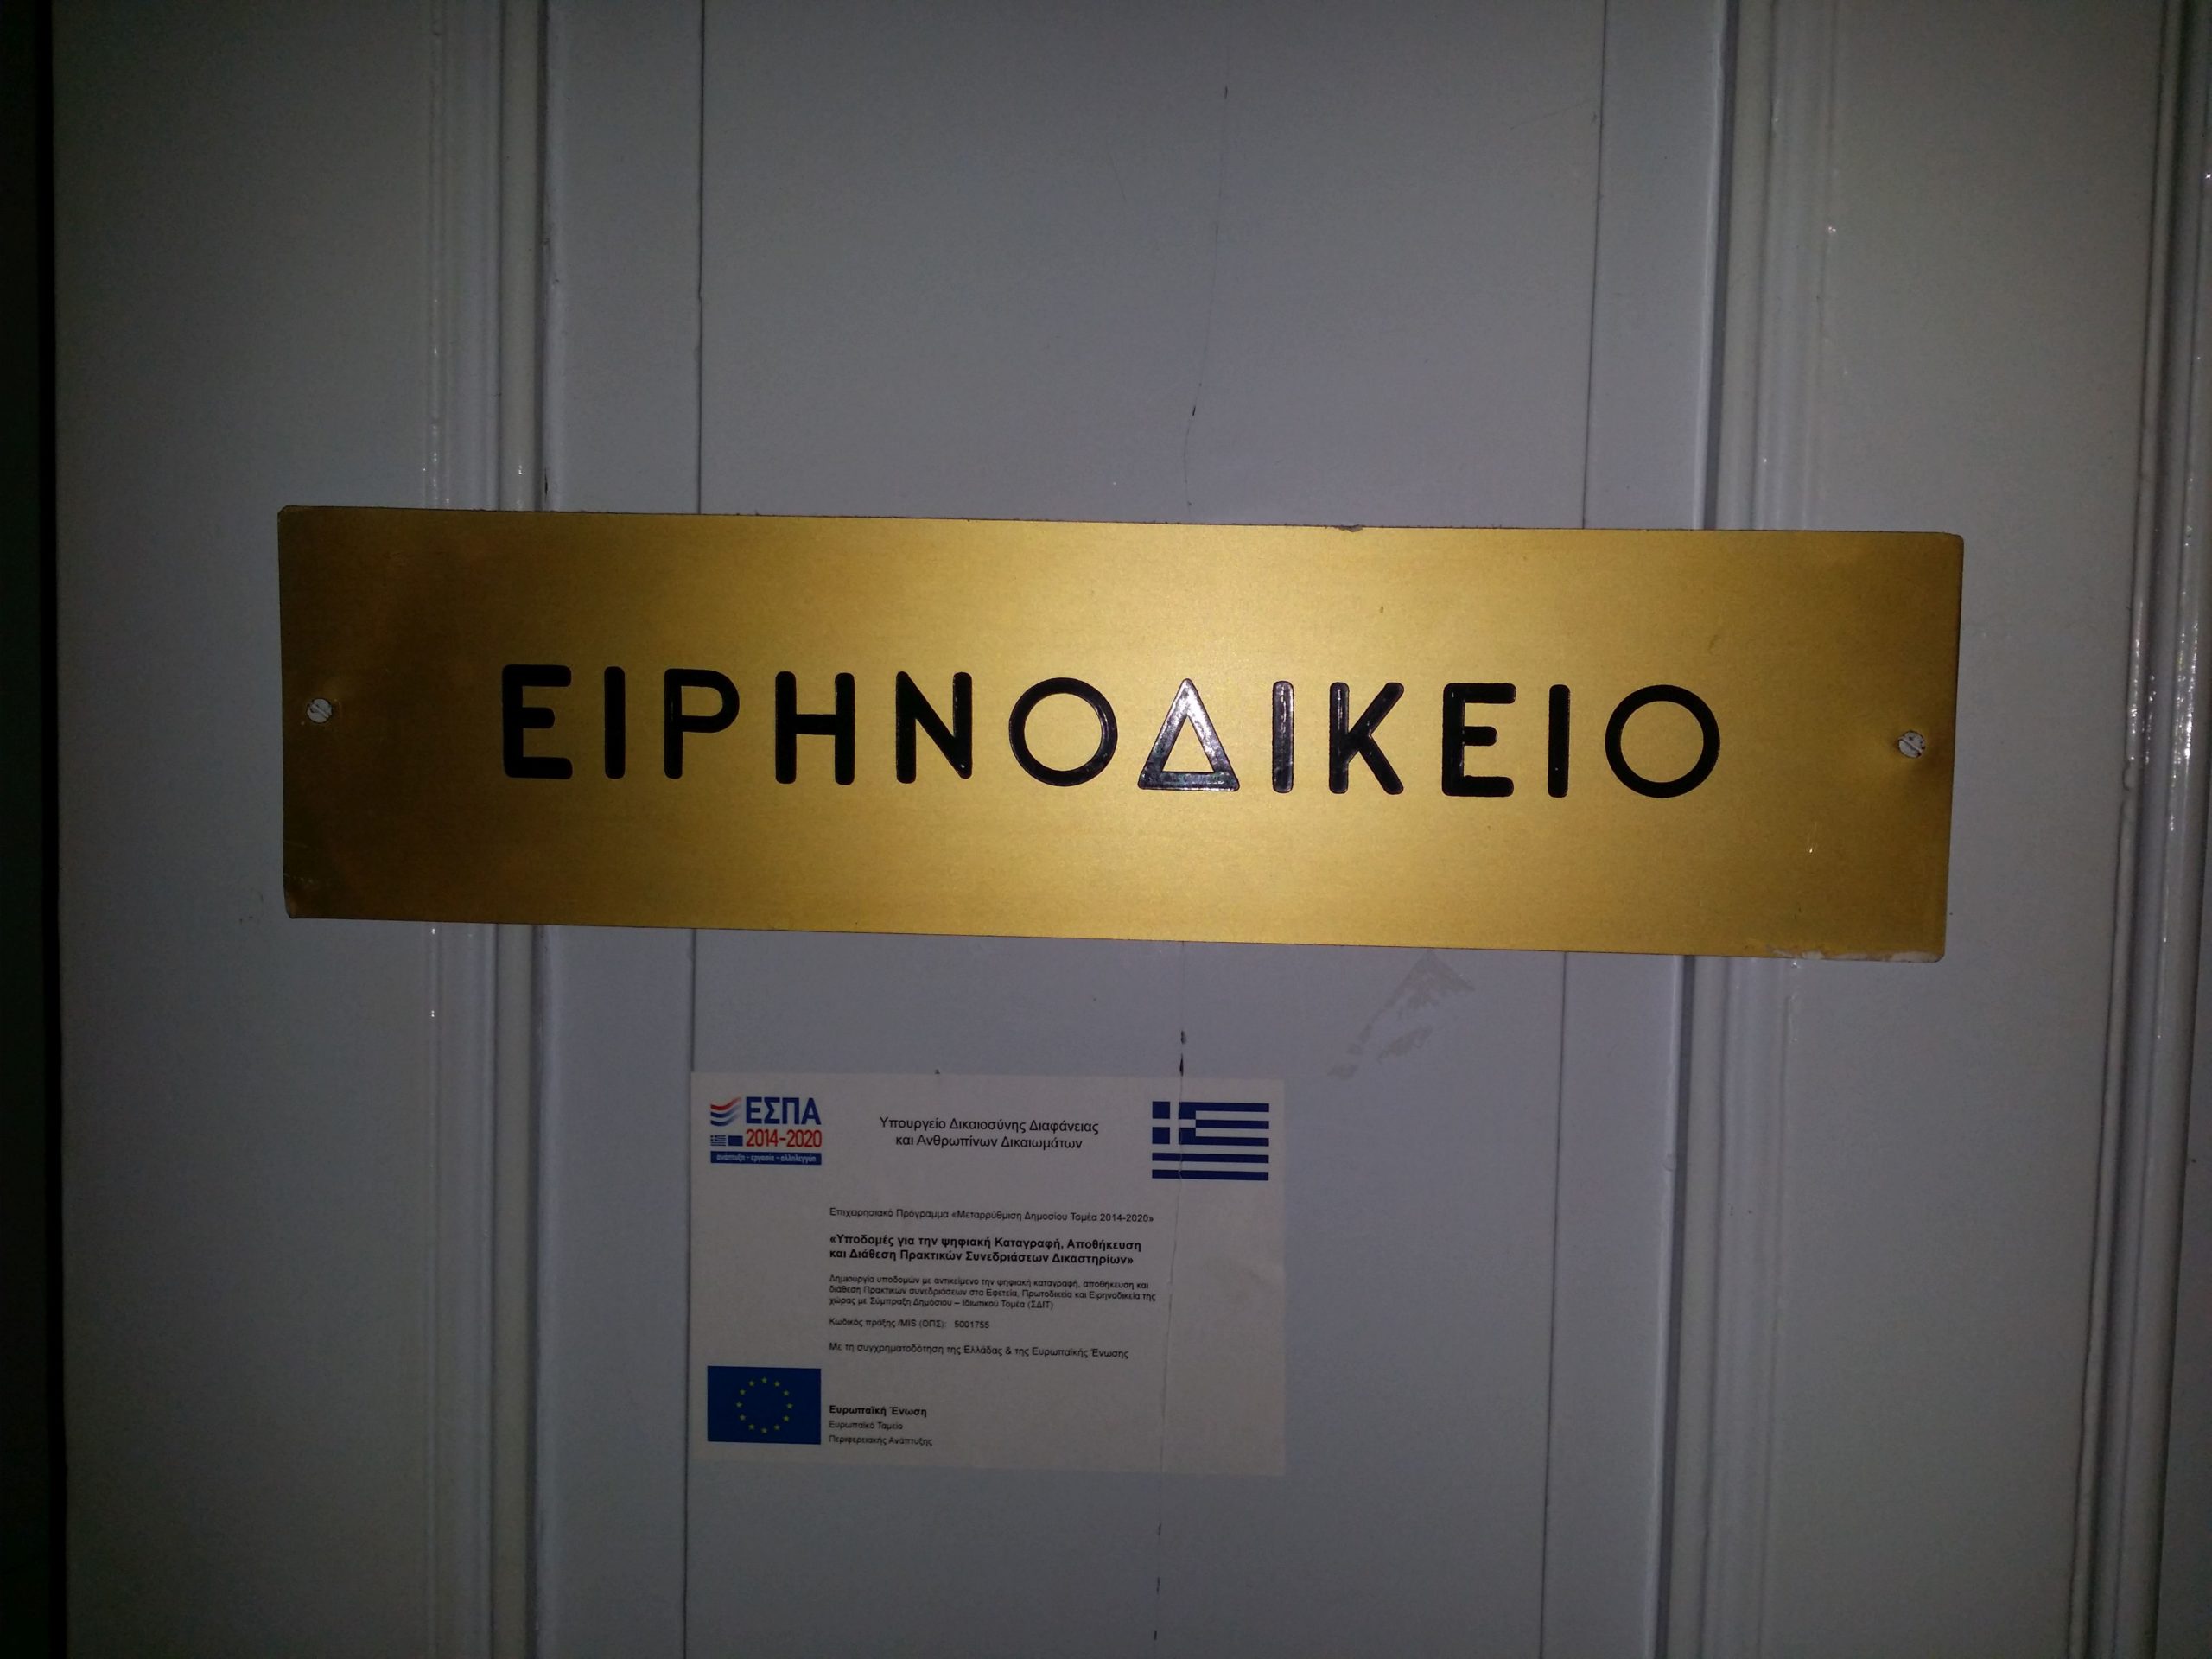 ΕΙΡΗΝΟΔΙΚΕΙΟ
ΕΣΠΑ
2014-2020
ανάπτυξη - εργασία - αλληλεγγύη
Υπουργείο Δικαιοσύνης Διαφάνειας
και Ανθρωπίνων Δικαιωμάτων
Επιχειρησιακό Πρόγραμμα «Μεταρρύθμιση Δημοσίου Τομέα 2014-2020»
«Υποδομές για την ψηφιακή Καταγραφή, Αποθήκευση
και Διάθεση Πρακτικών Συνεδριάσεων Δικαστηρίων»
Δημιουργία υποδομών με αντικείμενο την ψηφιακή καταγραφή, αποθήκευση και
διάθεση Πρακτικών συνεδριάσεων στα Εφετεία, Πρωτοδικεία και Ειρηνοδικεία της
χώρας με Σύμπραξη Δημόσιου – Ιδιωτικού Τομέα (ΣΔΙΤ)
Κωδικός πράξης /MIS (ΟΠΣ): 5001755
Με τη συγχρηματοδότηση της Ελλάδας & της Ευρωπαϊκής Ένωσης
Ευρωπαϊκή Ένωση
Ευρωπαϊκό Ταμείο
Περιφερειακής Ανάπτυξης